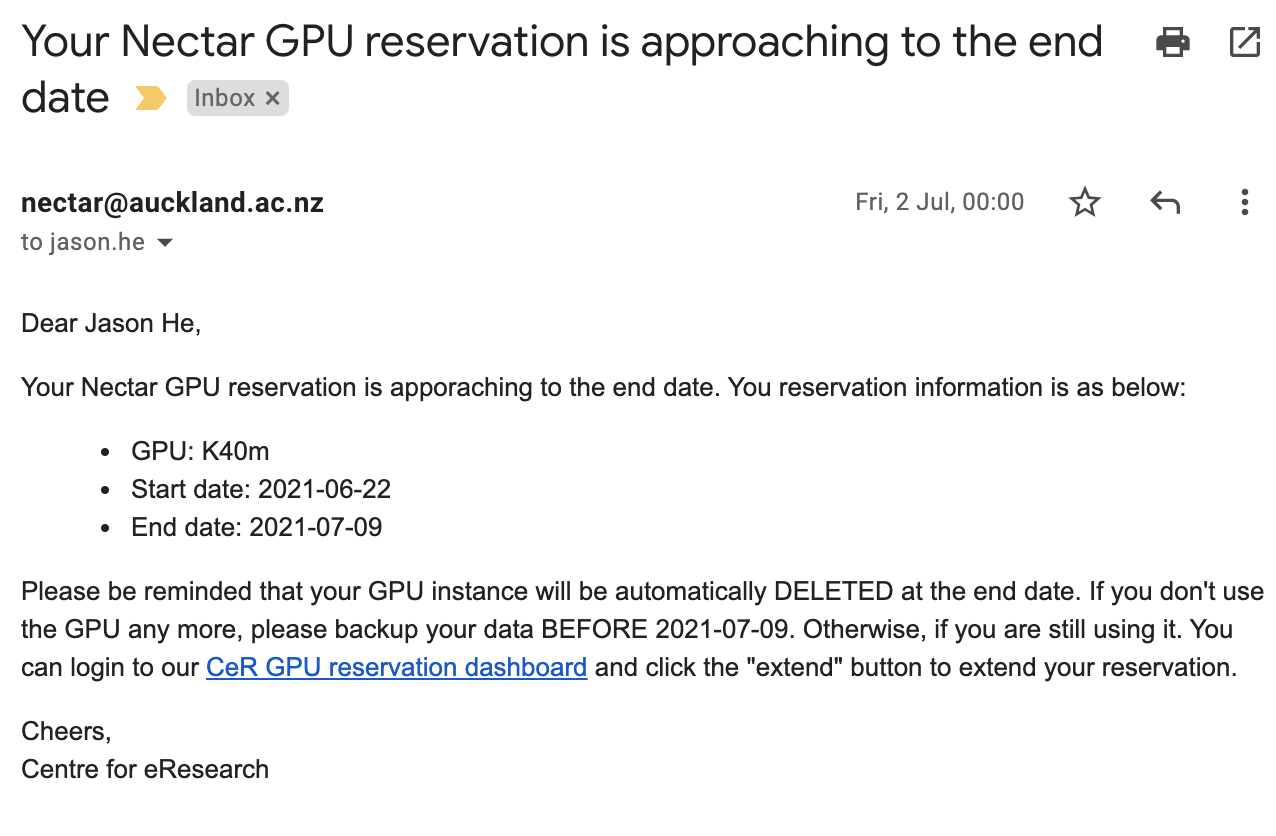 Your Nectar GPU reservation is approaching to the end
date Inbox ×
nectar@auckland.ac.nz Fri, 2 Jul, 00:00
to jason.he
Dear Jason He,
Your Nectar GPU reservation is apporaching to the end date. You reservation information is as below:
• GPU: K40m
• Start date: 2021-06-22
• End date: 2021-07-09
Please be reminded that your GPU instance will be automatically DELETED at the end date. If you don't use
the GPU any more, please backup your data BEFORE 2021-07-09. Otherwise, if you are still using it. You
can login to our CeR GPU reservation dashboard and click the "extend" button to extend your reservation.
Cheers,
Centre for eResearch